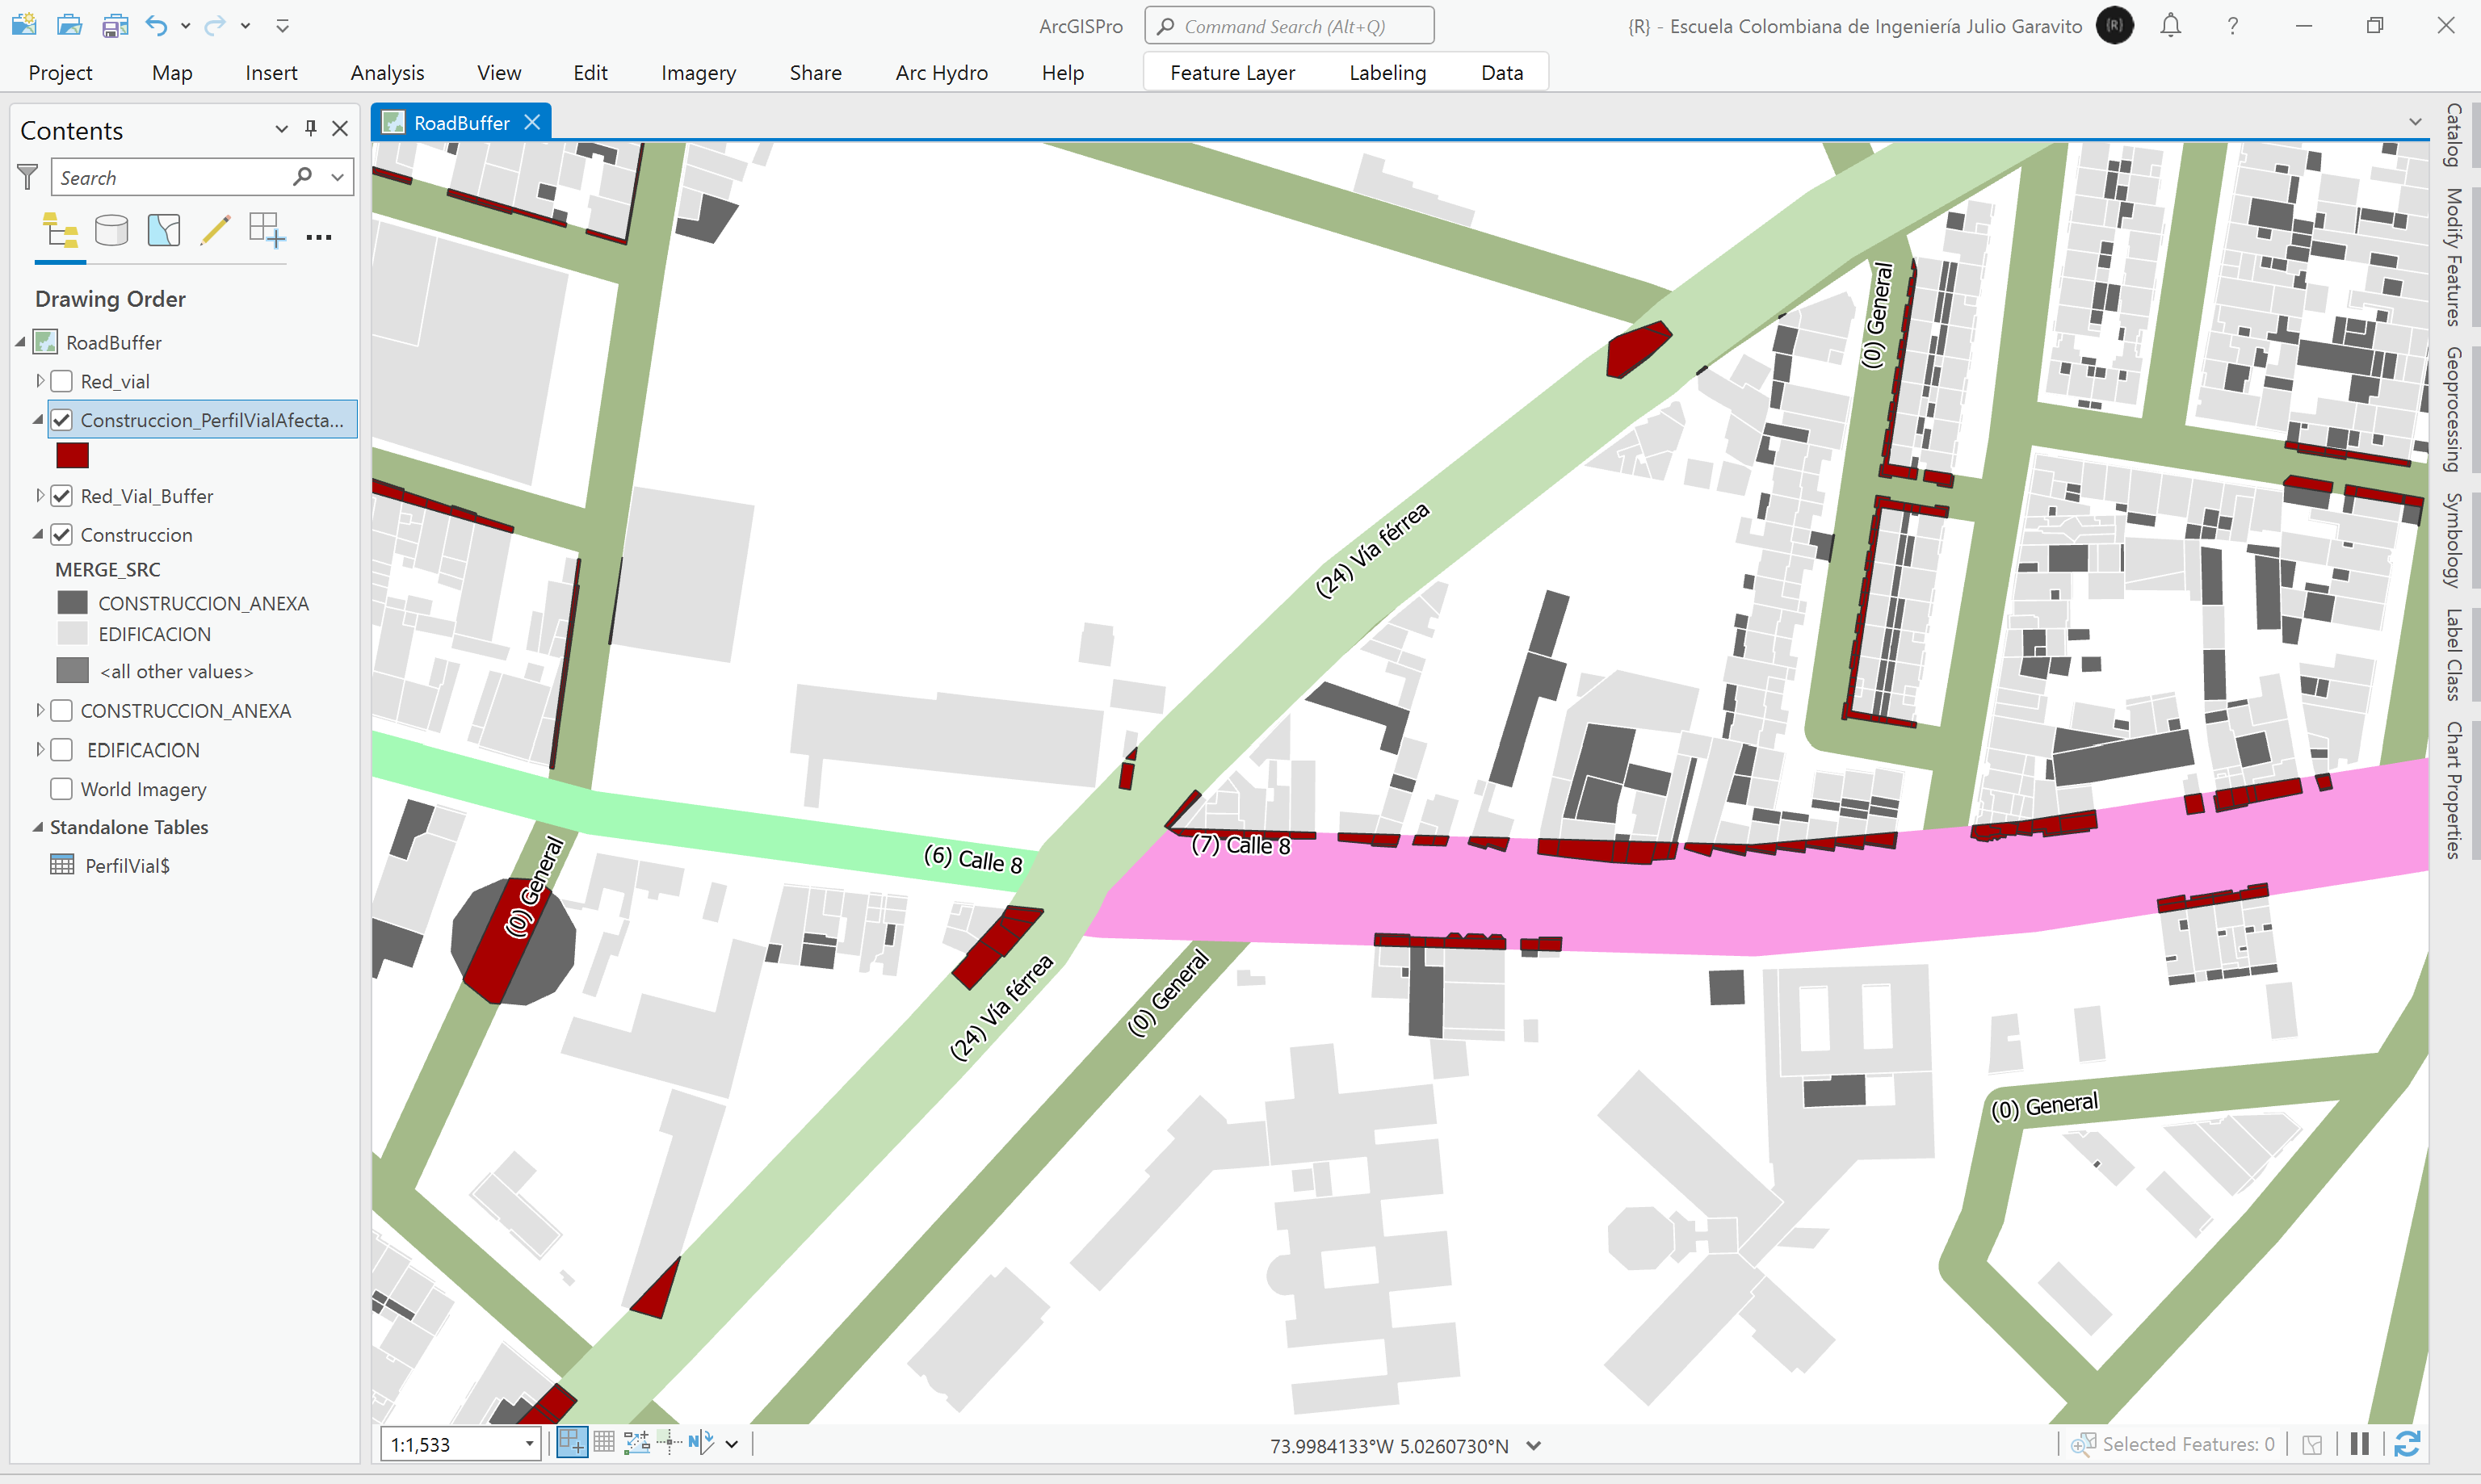 ArcGISPro
Command Search (Alt+Q)
{R} - Escuela Colombiana de Ingeniería Julio Garavito
{R}
Project
Map
Insert
Analysis
View
Edit
Imagery
Share
Arc Hydro
Help
Feature Layer
Labeling
Data
Contents
Search
Drawing Order
RoadBuffer
Red_vial
Construccion_PerfilVialAfecta...
Red_Vial_Buffer
Construccion
MERGE_SRC
CONSTRUCCION_ANEXA
EDIFICACION
<all other values>
CONSTRUCCION_ANEXA
EDIFICACION
World Imagery
Standalone Tables
PerfilVial$
RoadBuffer
(0) General
(24) Vía férrea
(6) Calle 8
(7) Calle 8
(0) General
(24) Vía férrea
(0) General
(0) General
1:1,533
N
73.9984133°W 5.0260730°N
Selected Features: 0
Catalog
Modify Features
Geoprocessing
Symbology
Label Class
Chart Properties